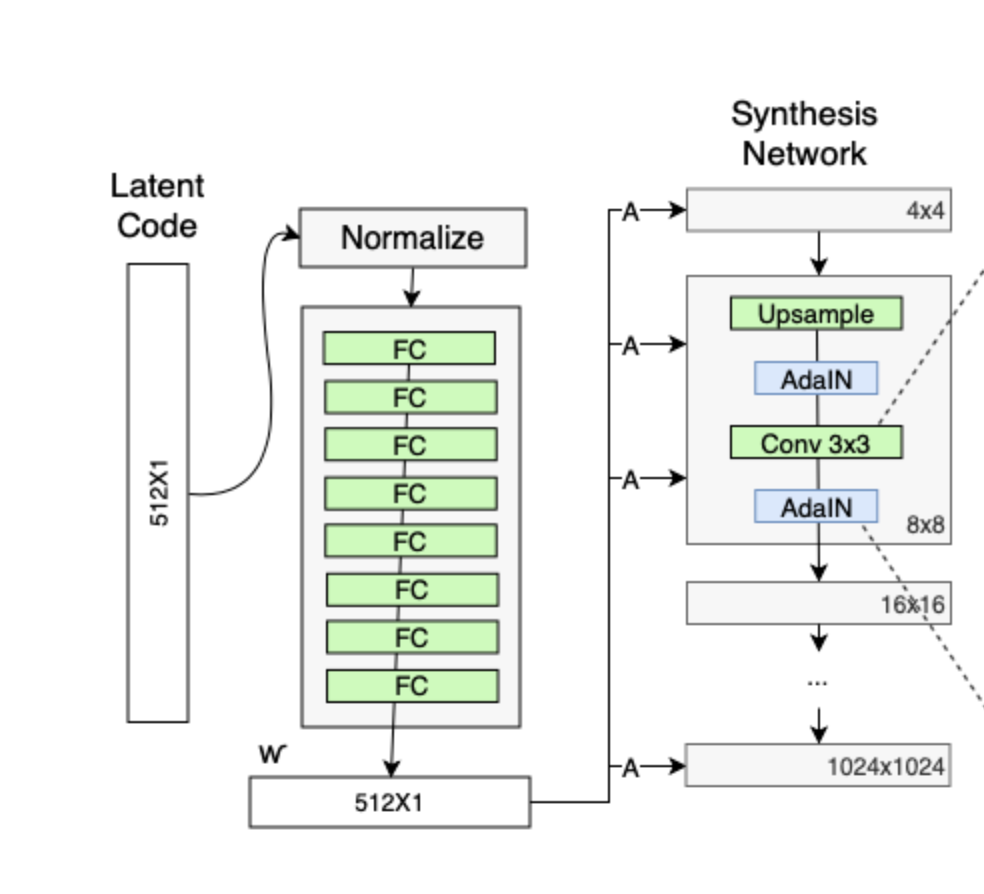 Latent
Code
512X1
Normalize
FC
FC
FC
FC
FC
FC
FC
FC
W
512X1
Synthesis
Network
A
4x4
A
Upsample
AdaIN
Conv 3x3
A
AdaIN
8x8
16x16
...
A
1024x1024